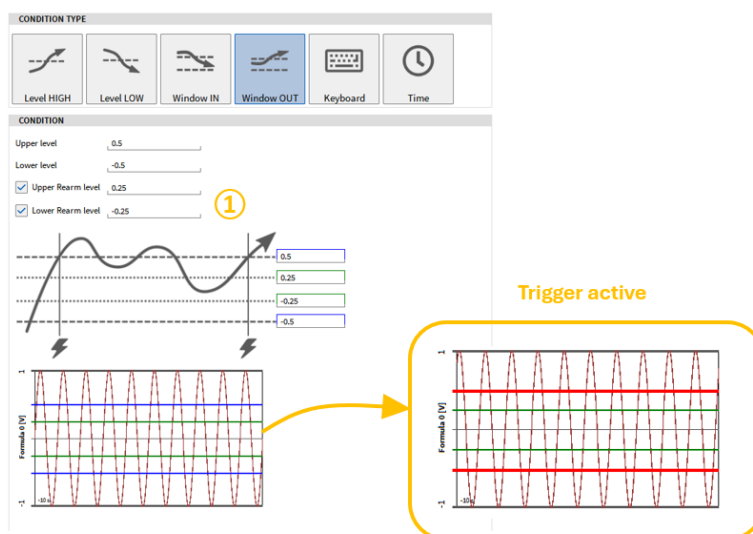 CONDITION TYPE
Level HIGH
Level LOW
Window IN
Window OUT
Keyboard
Time
CONDITION
Upper level 0.5
Lower level -0.5
Upper Rearm level 0.25
Lower Rearm level -0.25
①
0.5
0.25
-0.25
-0.5
Trigger active
1
Formula 0 [V]
-1
1
Formula 0 [V]
-1